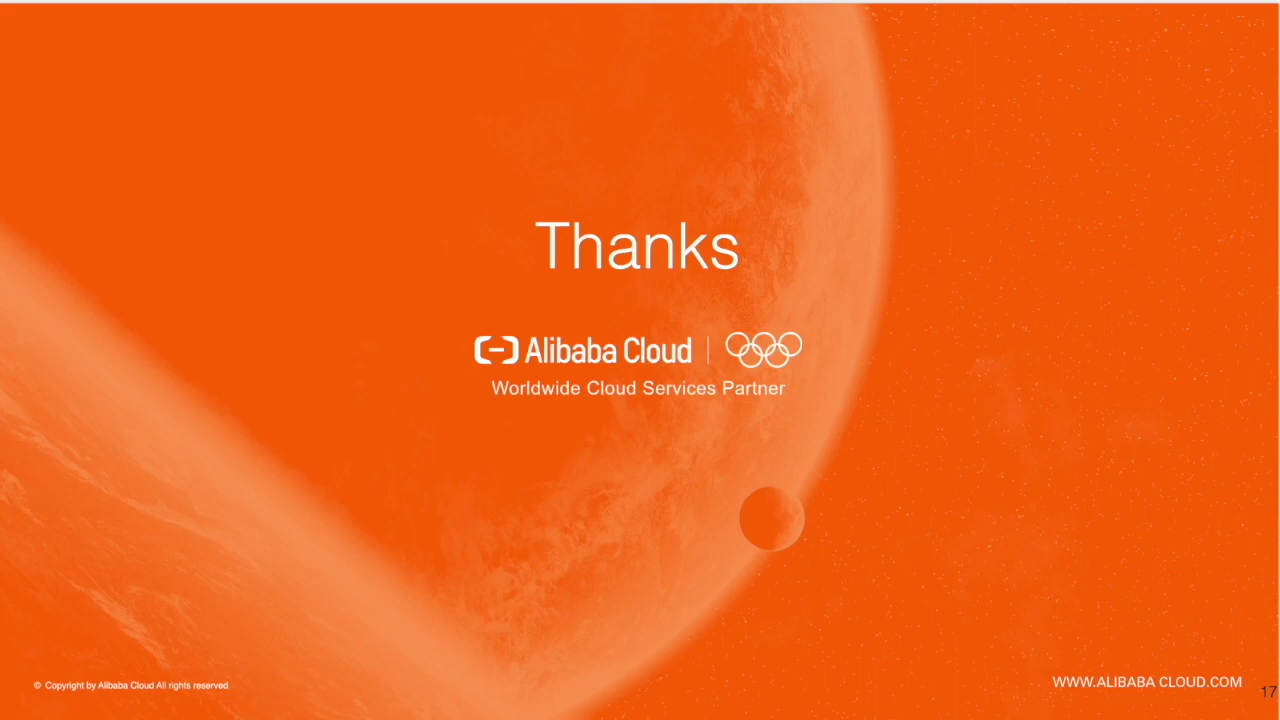 Thanks
Alibaba Cloud
Worldwide Cloud Services Partner
© Copyright by Alibaba Cloud All rights reserved
WWW.ALIBABA CLOUD.COM
17